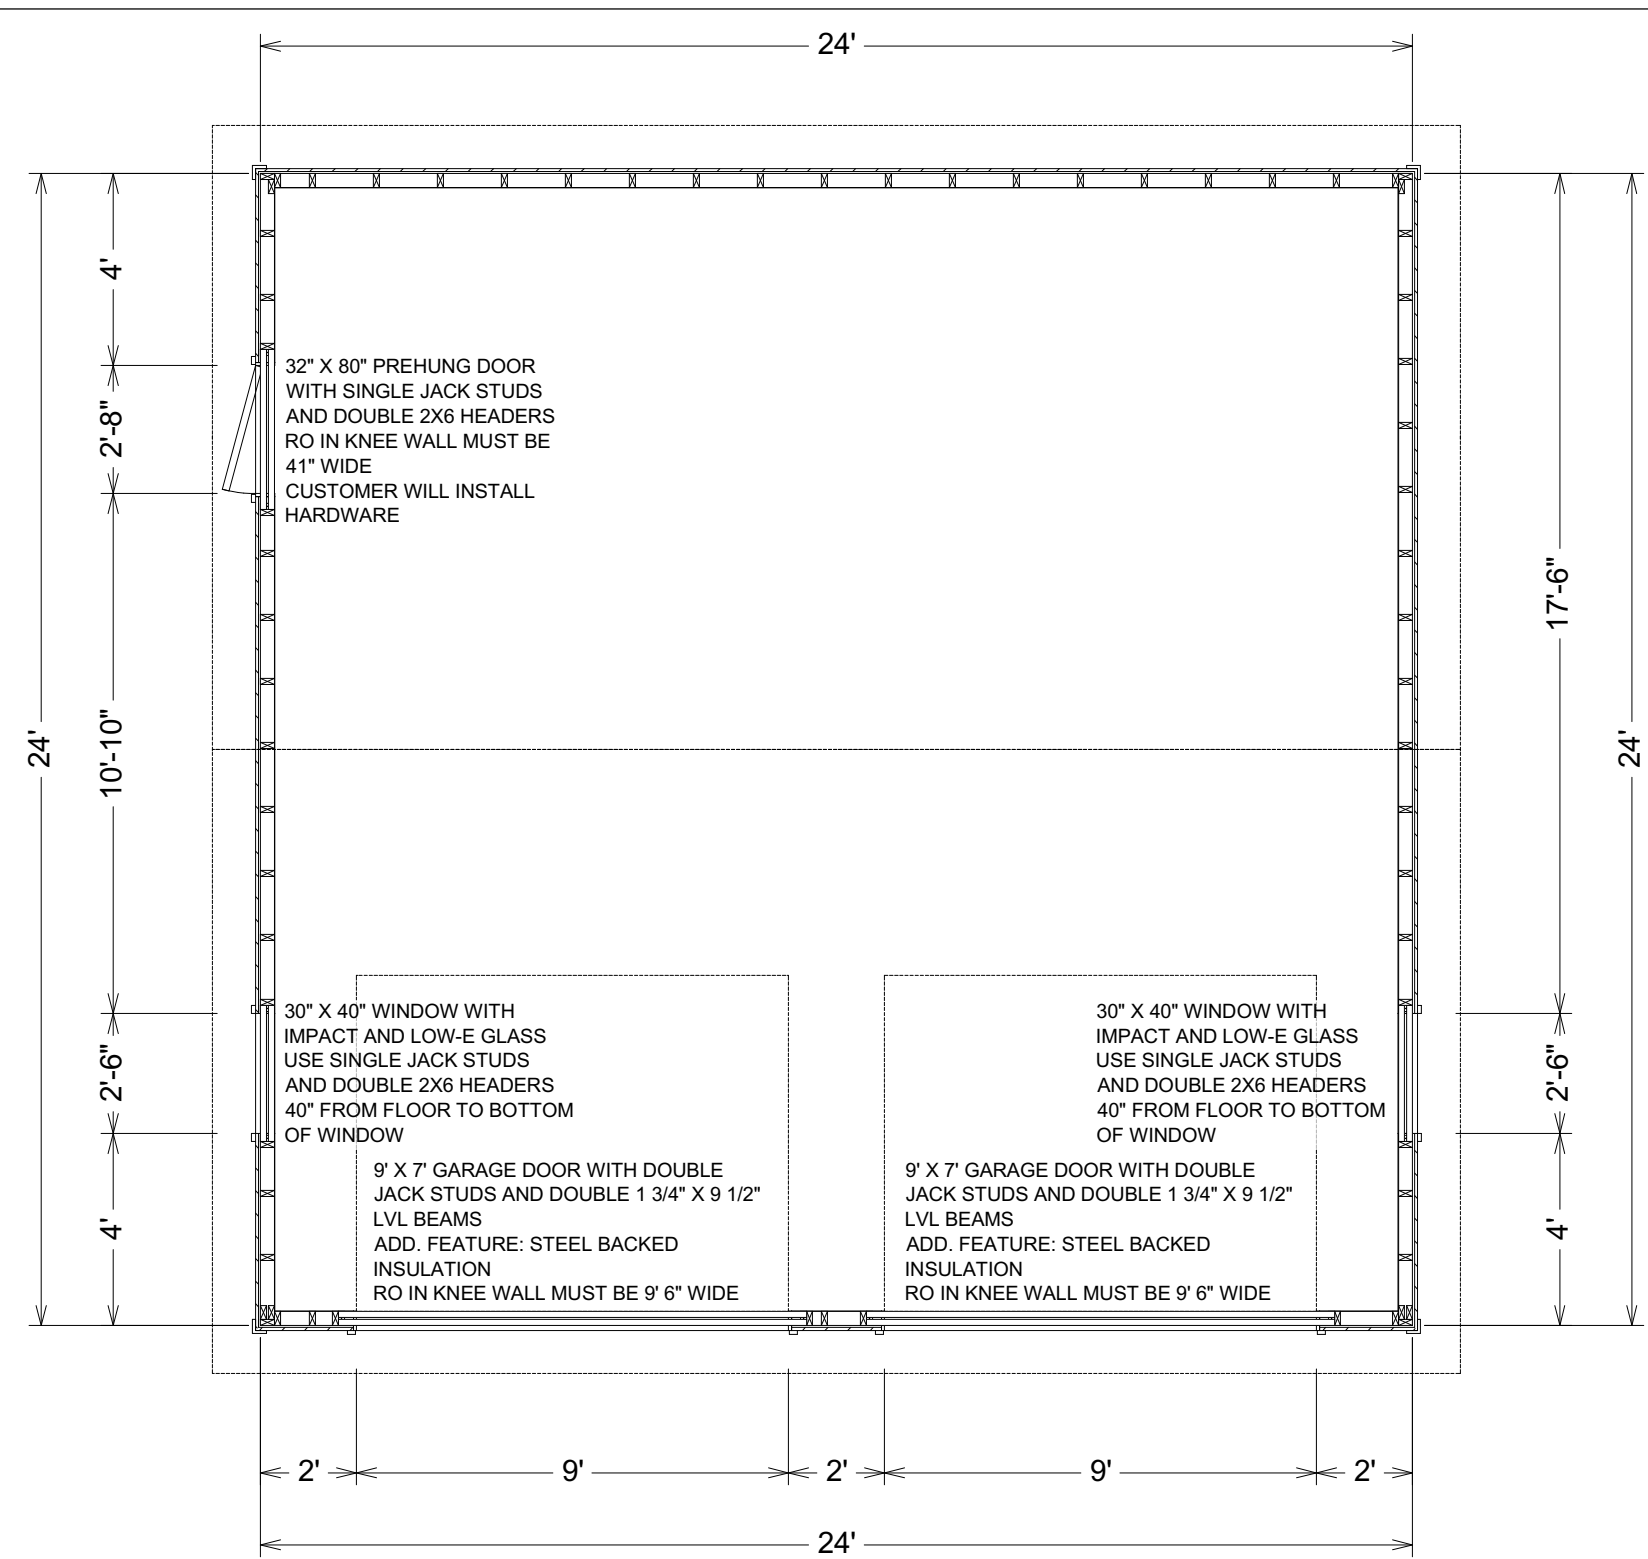 24'
4'
2'-8"
10'-10"
24'
2'-6"
4'
32" X 80" PREHUNG DOOR
WITH SINGLE JACK STUDS
AND DOUBLE 2X6 HEADERS
RO IN KNEE WALL MUST BE
41" WIDE
CUSTOMER WILL INSTALL
HARDWARE
17'-6"
24'
2'-6"
4'
30" X 40" WINDOW WITH
IMPACT AND LOW-E GLASS
USE SINGLE JACK STUDS
AND DOUBLE 2X6 HEADERS
40" FROM FLOOR TO BOTTOM
OF WINDOW
30" X 40" WINDOW WITH
IMPACT AND LOW-E GLASS
USE SINGLE JACK STUDS
AND DOUBLE 2X6 HEADERS
40" FROM FLOOR TO BOTTOM
OF WINDOW
9' X 7' GARAGE DOOR WITH DOUBLE
JACK STUDS AND DOUBLE 1 3/4" X 9 1/2"
LVL BEAMS
ADD. FEATURE: STEEL BACKED
INSULATION
RO IN KNEE WALL MUST BE 9' 6" WIDE
9' X 7' GARAGE DOOR WITH DOUBLE
JACK STUDS AND DOUBLE 1 3/4" X 9 1/2"
LVL BEAMS
ADD. FEATURE: STEEL BACKED
INSULATION
RO IN KNEE WALL MUST BE 9' 6" WIDE
2' 9' 2' 9' 2'
24'